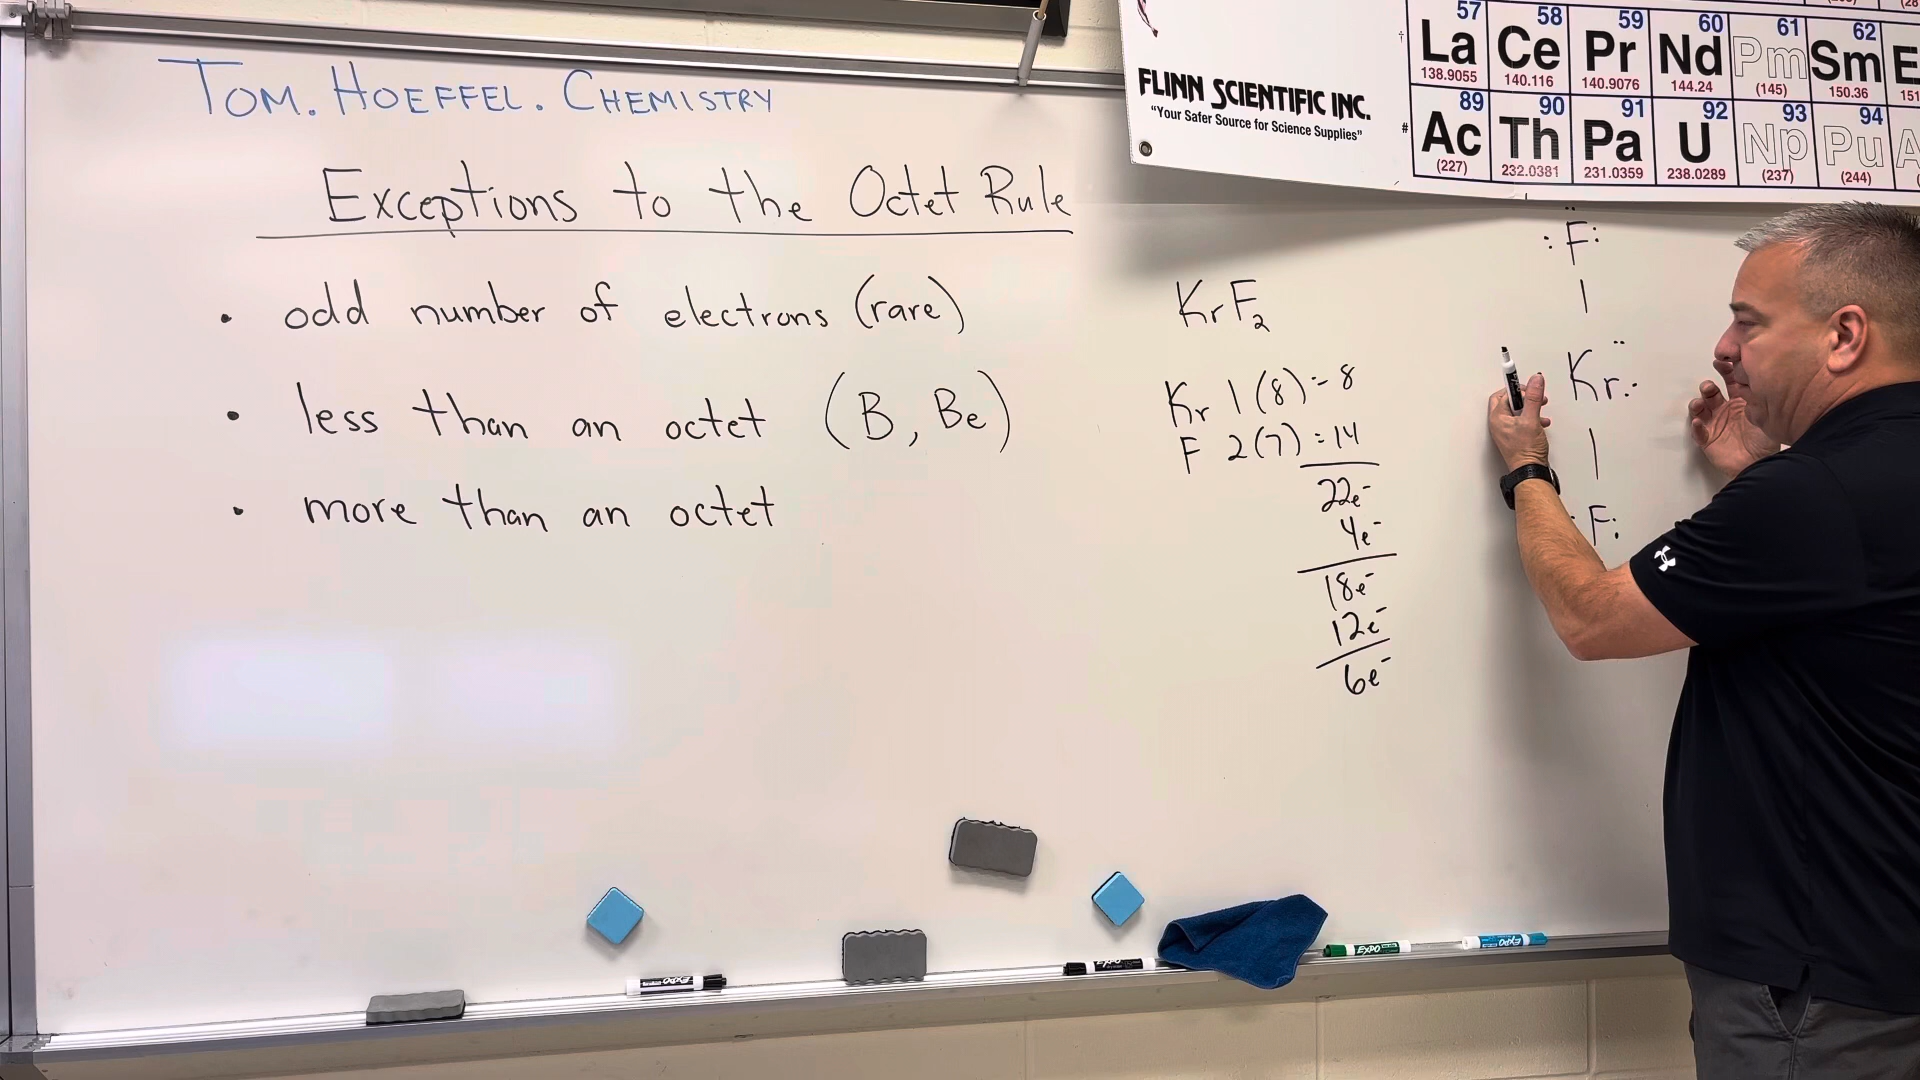 TOM. HOEFFEL. CHEMISTRY
Exceptions to the Octet Rule
• odd number of electrons (rare)
• less than an octet (B, Be)
• more than an octet
KrF2
Kr 1(8) = 8
F 2(7) = 14
22e-
4e-
18e-
12e-
6e-
F
Kr
F
FLINN SCIENTIFIC INC.
"Your Safer Source for Science Supplies"
57 58 59 60 61 62
† La Ce Pr Nd Pm Sm E
138.9055 140.116 140.9076 144.24 (145) 150.36 151
89 90 91 92 93 94
# Ac Th Pa U Np Pu A
(227) 232.0381 231.0359 238.0289 (237) (244)
EXPO
EXPO
EXPO
EXPO